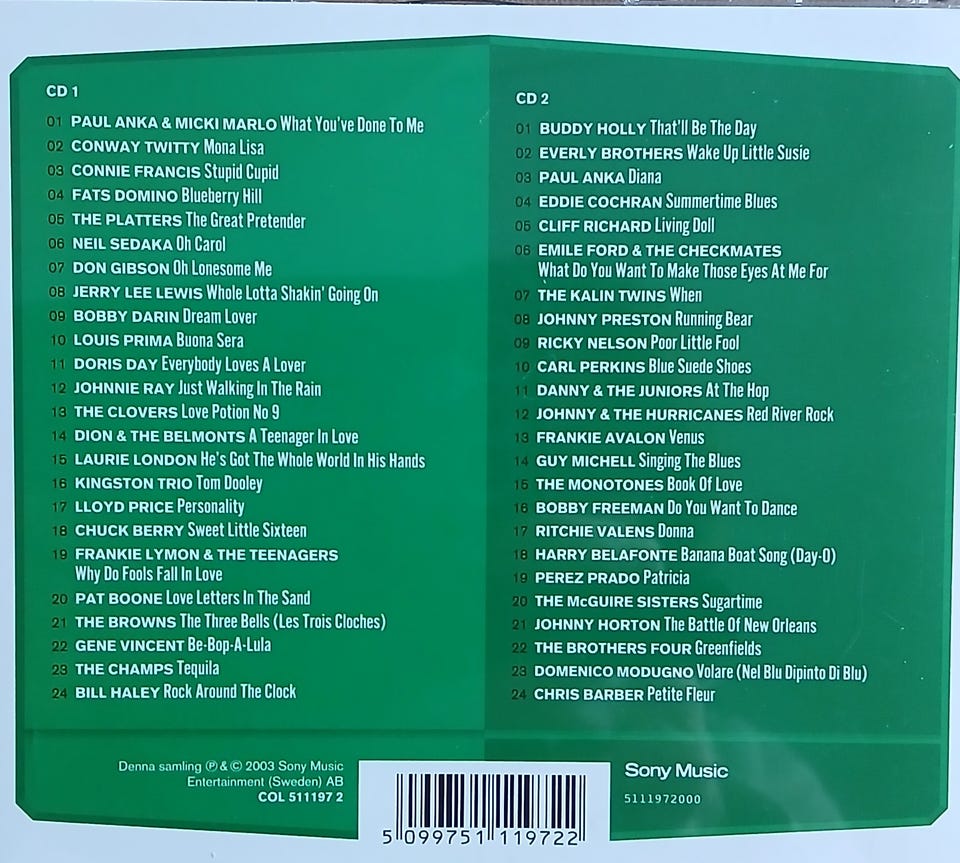 CD 1
01 PAUL ANKA & MICKI MARLO What You've Done To Me
02 CONWAY TWITTY Mona Lisa
03 CONNIE FRANCIS Stupid Cupid
04 FATS DOMINO Blueberry Hill
05 THE PLATTERS The Great Pretender
06 NEIL SEDAKA Oh Carol
07 DON GIBSON Oh Lonesome Me
08 JERRY LEE LEWIS Whole Lotta Shakin' Going On
09 BOBBY DARIN Dream Lover
10 LOUIS PRIMA Buona Sera
11 DORIS DAY Everybody Loves A Lover
12 JOHNNIE RAY Just Walking In The Rain
13 THE CLOVERS Love Potion No 9
14 DION & THE BELMONTS A Teenager In Love
15 LAURIE LONDON He's Got The Whole World In His Hands
16 KINGSTON TRIO Tom Dooley
17 LLOYD PRICE Personality
18 CHUCK BERRY Sweet Little Sixteen
19 FRANKIE LYMON & THE TEENAGERS
Why Do Fools Fall In Love
20 PAT BOONE Love Letters In The Sand
21 THE BROWNS The Three Bells (Les Trois Cloches)
22 GENE VINCENT Be-Bop-A-Lula
23 THE CHAMPS Tequila
24 BILL HALEY Rock Around The Clock
CD 2
01 BUDDY HOLLY That'll Be The Day
02 EVERLY BROTHERS Wake Up Little Susie
03 PAUL ANKA Diana
04 EDDIE COCHRAN Summertime Blues
05 CLIFF RICHARD Living Doll
06 EMILE FORD & THE CHECKMATES
What Do You Want To Make Those Eyes At Me For
07 THE KALIN TWINS When
08 JOHNNY PRESTON Running Bear
09 RICKY NELSON Poor Little Fool
10 CARL PERKINS Blue Suede Shoes
11 DANNY & THE JUNIORS At The Hop
12 JOHNNY & THE HURRICANES Red River Rock
13 FRANKIE AVALON Venus
14 GUY MICHELL Singing The Blues
15 THE MONOTONES Book Of Love
16 BOBBY FREEMAN Do You Want To Dance
17 RITCHIE VALENS Donna
18 HARRY BELAFONTE Banana Boat Song (Day-O)
19 PEREZ PRADO Patricia
20 THE McGUIRE SISTERS Sugartime
21 JOHNNY HORTON The Battle Of New Orleans
22 THE BROTHERS FOUR Greenfields
23 DOMENICO MODUGNO Volare (Nel Blu Dipinto Di Blu)
24 CHRIS BARBER Petite Fleur
Denna samling ℗ & © 2003 Sony Music
Entertainment (Sweden) AB
COL 511197 2
5 099751 119722
Sony Music
5111972000